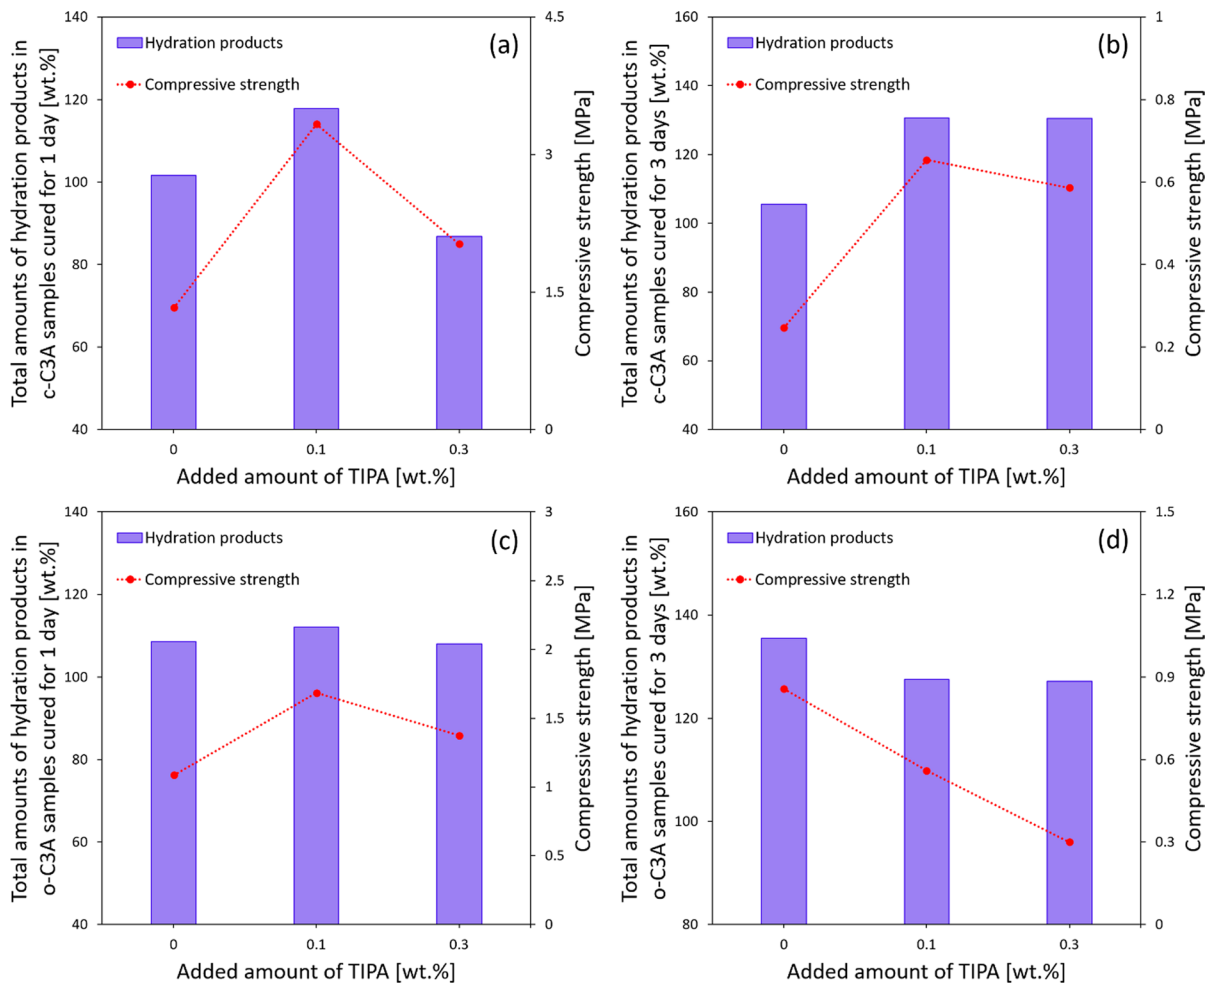 Total amounts of hydration products in
c-C3A samples cured for 1 day [wt.%]
140
120
100
80
60
40
Hydration products
Compressive strength
(a)
4.5
3
1.5
0
Compressive strength [MPa]
0
0.1
0.3
Added amount of TIPA [wt.%]
Total amounts of hydration products in
c-C3A samples cured for 3 days [wt.%]
160
140
120
100
80
60
40
Hydration products
Compressive strength
(b)
1
0.8
0.6
0.4
0.2
0
Compressive strength [MPa]
0
0.1
0.3
Added amount of TIPA [wt.%]
Total amounts of hydration products in
o-C3A samples cured for 1 day [wt.%]
140
120
100
80
60
40
Hydration products
Compressive strength
(c)
3
2.5
2
1.5
1
0.5
0
Compressive strength [MPa]
0
0.1
0.3
Added amount of TIPA [wt.%]
Total amounts of hydration products in
o-C3A samples cured for 3 days [wt.%]
160
140
120
100
80
Hydration products
Compressive strength
(d)
1.5
1.2
0.9
0.6
0.3
0
Compressive strength [MPa]
0
0.1
0.3
Added amount of TIPA [wt.%]